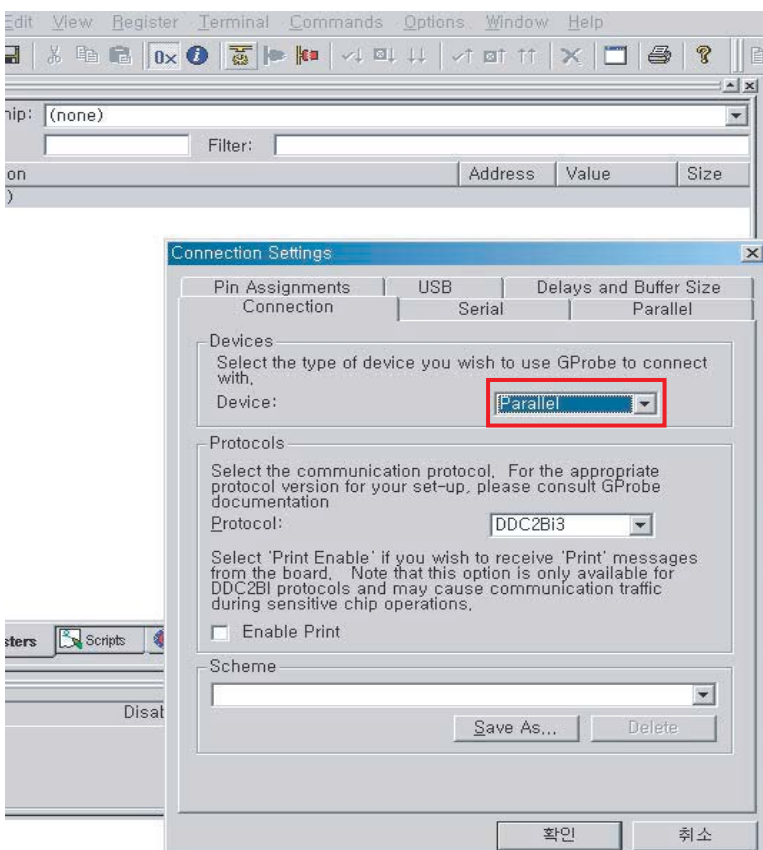 Edit View Register Terminal Commands Options Window Help
0x
hip: (none)
Filter:
on Address Value Size
)
Connection Settings
Pin Assignments USB Delays and Buffer Size
Connection Serial Parallel
Devices
Select the type of device you wish to use GProbe to connect
with,
Device: Parallel
Protocols
Select the communication protocol, For the appropriate
protocol version for your set-up, please consult GProbe
documentation
Protocol: DDC2Bi3
Select 'Print Enable' if you wish to receive 'Print' messages
from the board, Note that this option is only available for
DDC2BI protocols and may cause communication traffic
during sensitive chip operations,
Enable Print
sters Scripts
Scheme
Disab
Save As... Delete
확인 취소